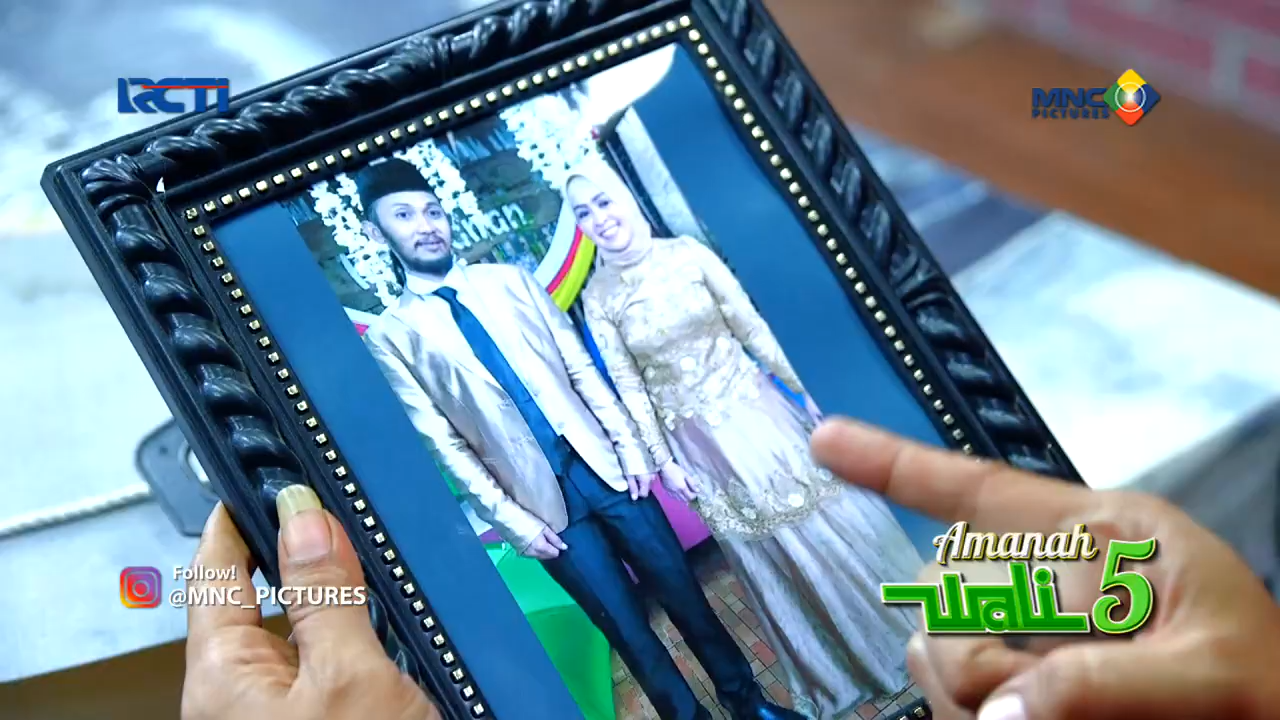 RCTI
MNC
PICTURES
Follow!
@MNC_PICTURES
Amanah
Wali 5